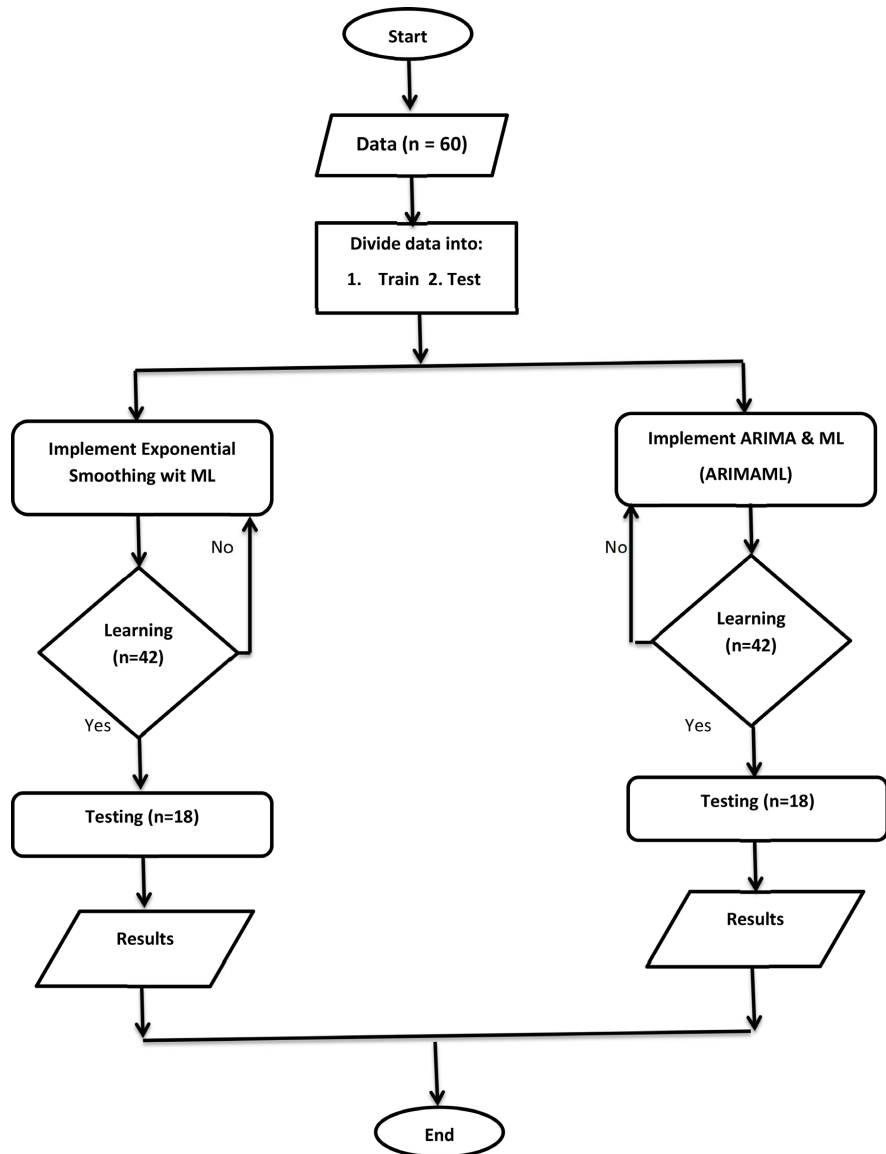 Start
Data (n = 60)
Divide data into:
1. Train 2. Test
Implement Exponential
Smoothing wit ML
No
Learning
(n=42)
Yes
Testing (n=18)
Results
Implement ARIMA & ML
(ARIMAML)
No
Learning
(n=42)
Yes
Testing (n=18)
Results
End